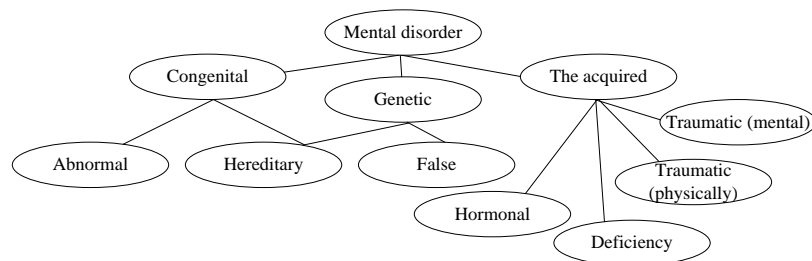 Mental disorder
Congenital
Genetic
The acquired
Abnormal
Hereditary
False
Traumatic (mental)
Traumatic
(physically)
Hormonal
Deficiency